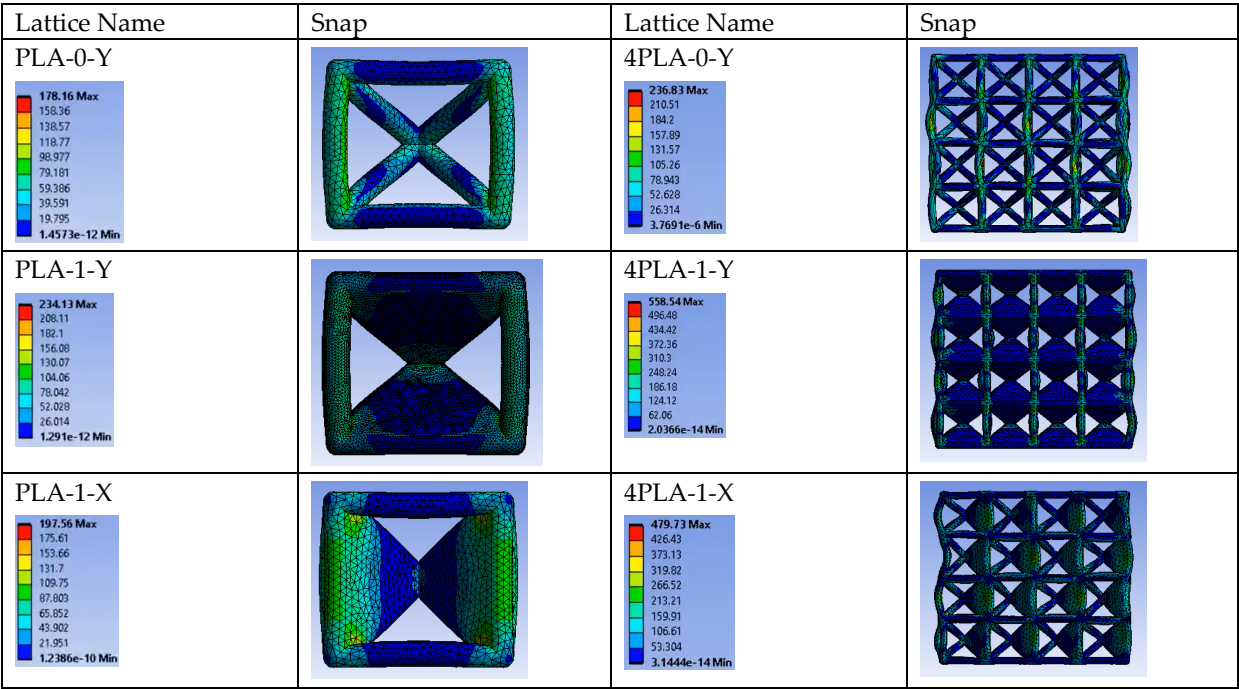 Lattice Name Snap Lattice Name Snap
PLA-0-Y
178.16 Max
158.36
138.57
118.77
98.977
79.181
59.386
39.591
19.795
1.4573e-12 Min
4PLA-0-Y
236.83 Max
210.51
184.2
157.89
131.57
105.26
78.943
52.628
26.314
3.7691e-6 Min
PLA-1-Y
234.13 Max
208.11
182.1
156.08
130.07
104.06
78.042
52.028
26.014
1.291e-12 Min
4PLA-1-Y
558.54 Max
496.48
434.42
372.36
310.3
248.24
186.18
124.12
62.06
2.0366e-14 Min
PLA-1-X
197.56 Max
175.61
153.66
131.7
109.75
87.803
65.852
43.902
21.951
1.2386e-10 Min
4PLA-1-X
479.73 Max
426.43
373.13
319.82
266.52
213.21
159.91
106.61
53.304
3.1444e-14 Min